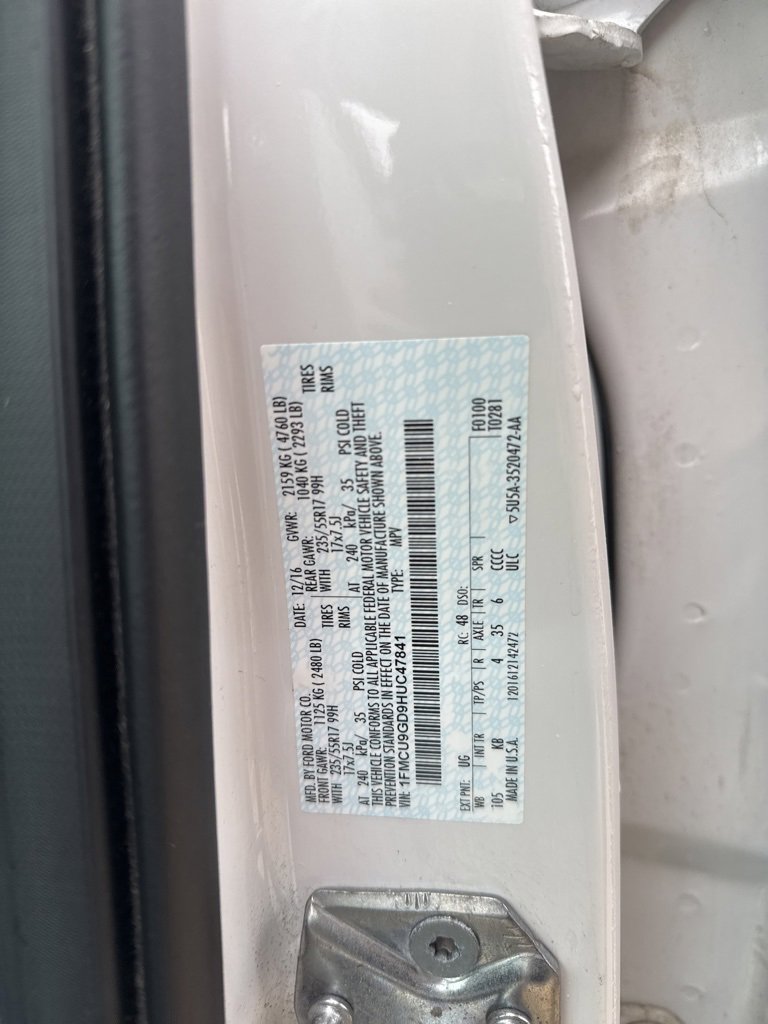 MFD. BY FORD MOTOR CO.
DATE: 12/16 GVWR: 2159 KG ( 4760 LB)
FRONT GAWR: 1125 KG ( 2480 LB) REAR GAWR: 1040 KG ( 2293 LB)
WITH 235/55R17 99H TIRES WITH 235/55R17 99H TIRES
17x7.5J RIMS 17x7.5J RIMS
AT 240 kPa/ 35 PSI COLD AT 240 kPa/ 35 PSI COLD
THIS VEHICLE CONFORMS TO ALL APPLICABLE FEDERAL MOTOR VEHICLE SAFETY AND THEFT
PREVENTION STANDARDS IN EFFECT ON THE DATE OF MANUFACTURE SHOWN ABOVE.
VIN: 1FMCU9GD9HUC47841 TYPE: MPV
EXT PNT: UG RC: 48 DSO: F0100
WB INT TR TP/PS R AXLE TR SPR T0281
105 KB 4 35 6 CCCC
MADE IN U.S.A. 1201612142472 ULC ▽5U5A-3520472-AA